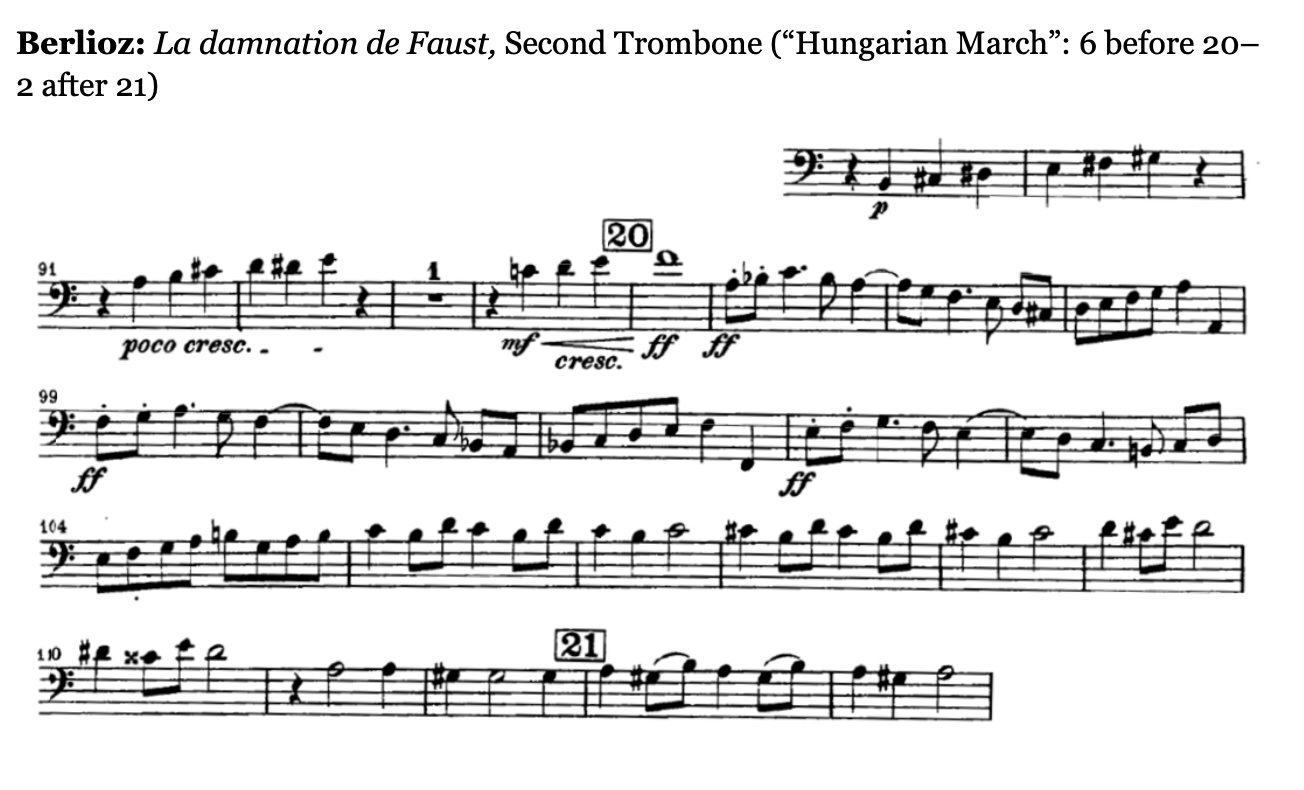 Berlioz: La damnation de Faust, Second Trombone (“Hungarian March”: 6 before 20–
2 after 21)
p
20
91
1
poco cresc. - -
mf cresc. ff ff
99
ff ff
104
21
110